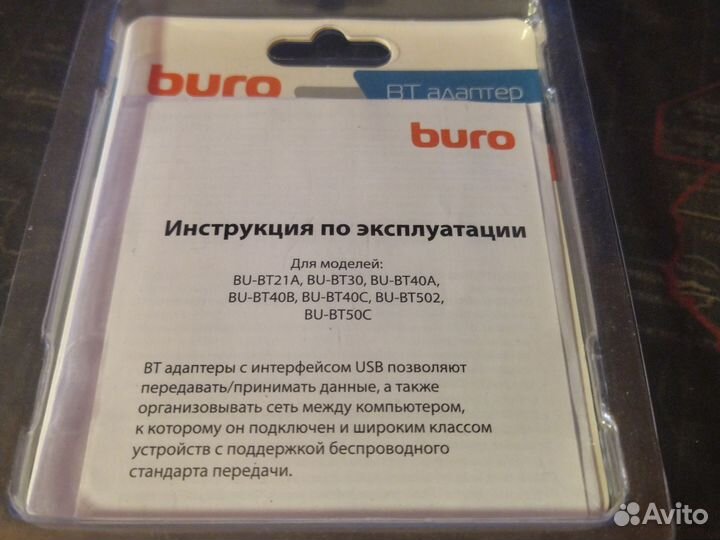 buro
BT адаптер
buro
Инструкция по эксплуатации
Для моделей:
BU-BT21A, BU-BT30, BU-BT40A,
BU-BT40B, BU-BT40C, BU-BT502,
BU-BT50C
BT адаптеры с интерфейсом USB позволяют
передавать/принимать данные, а также
организовывать сеть между компьютером,
к которому он подключен и широким классом
устройств с поддержкой беспроводного
стандарта передачи.
Avito